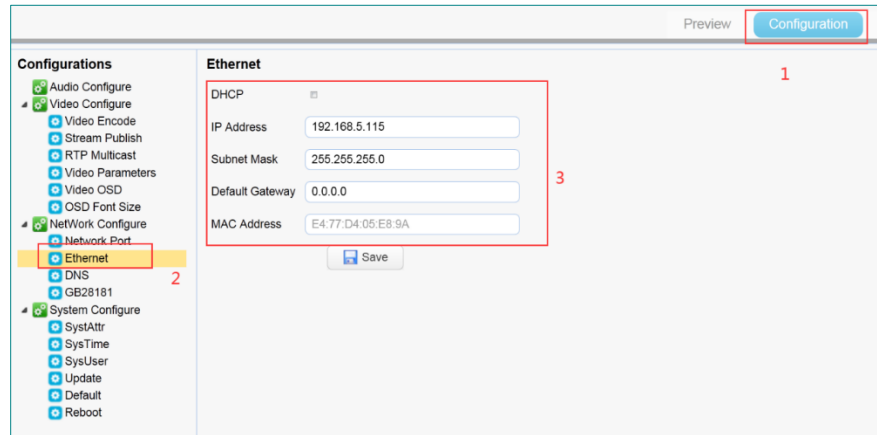 Preview
Configuration
1
Configurations
Audio Configure
Video Configure
Video Encode
Stream Publish
RTP Multicast
Video Parameters
Video OSD
OSD Font Size
NetWork Configure
Network Port
Ethernet
2
DNS
GB28181
System Configure
SystAttr
SysTime
SysUser
Update
Default
Reboot
Ethernet
DHCP
IP Address 192.168.5.115
Subnet Mask 255.255.255.0
Default Gateway 0.0.0.0
MAC Address E4:77:D4:05:E8:9A
3
Save